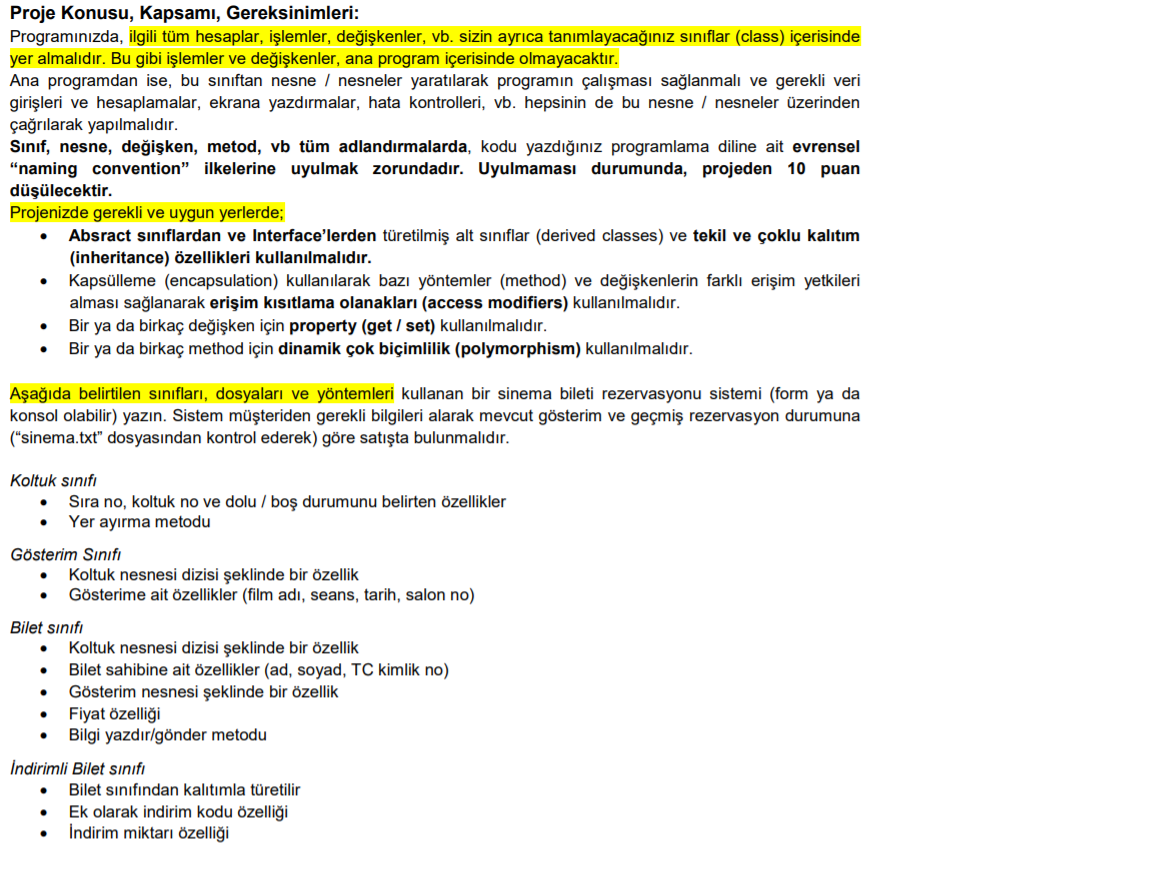 Proje Konusu, Kapsamı, Gereksinimleri:
Programınızda, ilgili tüm hesaplar, işlemler, değişkenler, vb. sizin ayrıca tanımlayacağınız sınıflar (class) içerisinde
yer almalıdır. Bu gibi işlemler ve değişkenler, ana program içerisinde olmayacaktır.
Ana programdan ise, bu sınıftan nesne / nesneler yaratılarak programın çalışması sağlanmalı ve gerekli veri
girişleri ve hesaplamalar, ekrana yazdırmalar, hata kontrolleri, vb. hepsinin de bu nesne / nesneler üzerinden
çağrılarak yapılmalıdır.
Sınıf, nesne, değişken, metod, vb tüm adlandırmalarda, kodu yazdığınız programlama diline ait evrensel
“naming convention” ilkelerine uyulmak zorundadır. Uyulmaması durumunda, projeden 10 puan
düşülecektir.
Projenizde gerekli ve uygun yerlerde;
• Absract sınıflardan ve Interface’lerden türetilmiş alt sınıflar (derived classes) ve tekil ve çoklu kalıtım
(inheritance) özellikleri kullanılmalıdır.
• Kapsülleme (encapsulation) kullanılarak bazı yöntemler (method) ve değişkenlerin farklı erişim yetkileri
alması sağlanarak erişim kısıtlama olanakları (access modifiers) kullanılmalıdır.
• Bir ya da birkaç değişken için property (get / set) kullanılmalıdır.
• Bir ya da birkaç method için dinamik çok biçimlilik (polymorphism) kullanılmalıdır.
Aşağıda belirtilen sınıfları, dosyaları ve yöntemleri kullanan bir sinema bileti rezervasyonu sistemi (form ya da
konsol olabilir) yazın. Sistem müşteriden gerekli bilgileri alarak mevcut gösterim ve geçmiş rezervasyon durumuna
(“sinema.txt” dosyasından kontrol ederek) göre satışta bulunmalıdır.
Koltuk sınıfı
• Sıra no, koltuk no ve dolu / boş durumunu belirten özellikler
• Yer ayırma metodu
Gösterim Sınıfı
• Koltuk nesnesi dizisi şeklinde bir özellik
• Gösterime ait özellikler (film adı, seans, tarih, salon no)
Bilet sınıfı
• Koltuk nesnesi dizisi şeklinde bir özellik
• Bilet sahibine ait özellikler (ad, soyad, TC kimlik no)
• Gösterim nesnesi şeklinde bir özellik
• Fiyat özelliği
• Bilgi yazdır/gönder metodu
İndirimli Bilet sınıfı
• Bilet sınıfından kalıtımla türetilir
• Ek olarak indirim kodu özelliği
• İndirim miktarı özelliği